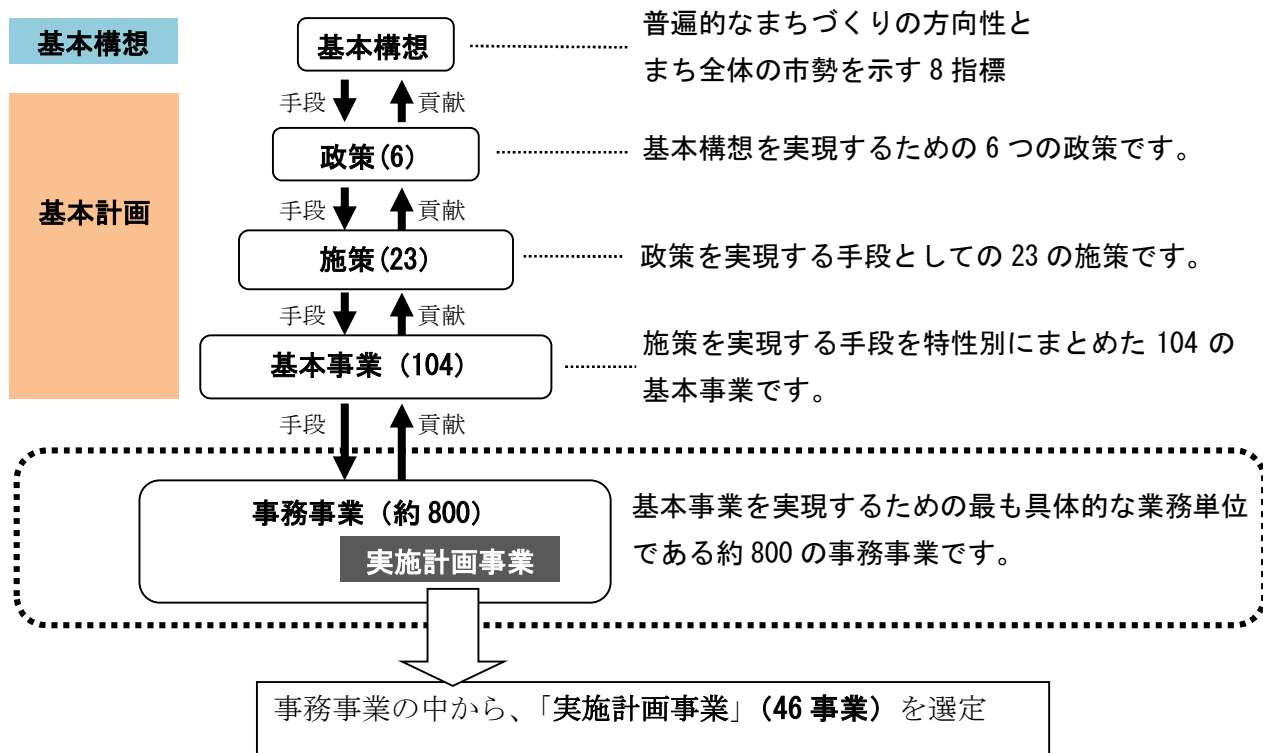 基本構想
基本構想
普遍的なまちづくりの方向性と
まち全体の市勢を示す 8 指標
手段
貢献
基本計画
政策(6)
基本構想を実現するための 6 つの政策です。
手段
貢献
施策(23)
政策を実現する手段としての 23 の施策です。
手段
貢献
基本事業（104）
施策を実現する手段を特性別にまとめた 104 の
基本事業です。
手段
貢献
事務事業（約 800）
実施計画事業
基本事業を実現するための最も具体的な業務単位
である約 800 の事務事業です。
事務事業の中から、「実施計画事業」（46 事業）を選定